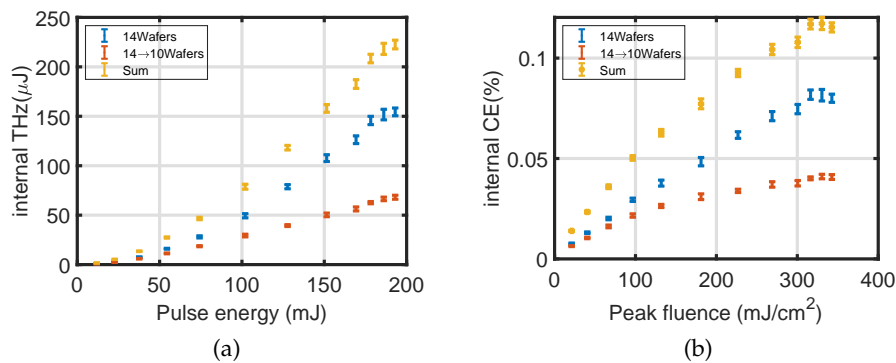 250
200
150
100
50
0
internal THz(μJ)
14Wafers
14→10Wafers
Sum
0 50 100 150 200
Pulse energy (mJ)
(a)
0.1
0.05
0
internal CE(%)
14Wafers
14→10Wafers
Sum
0 100 200 300 400
Peak fluence (mJ/cm²)
(b)